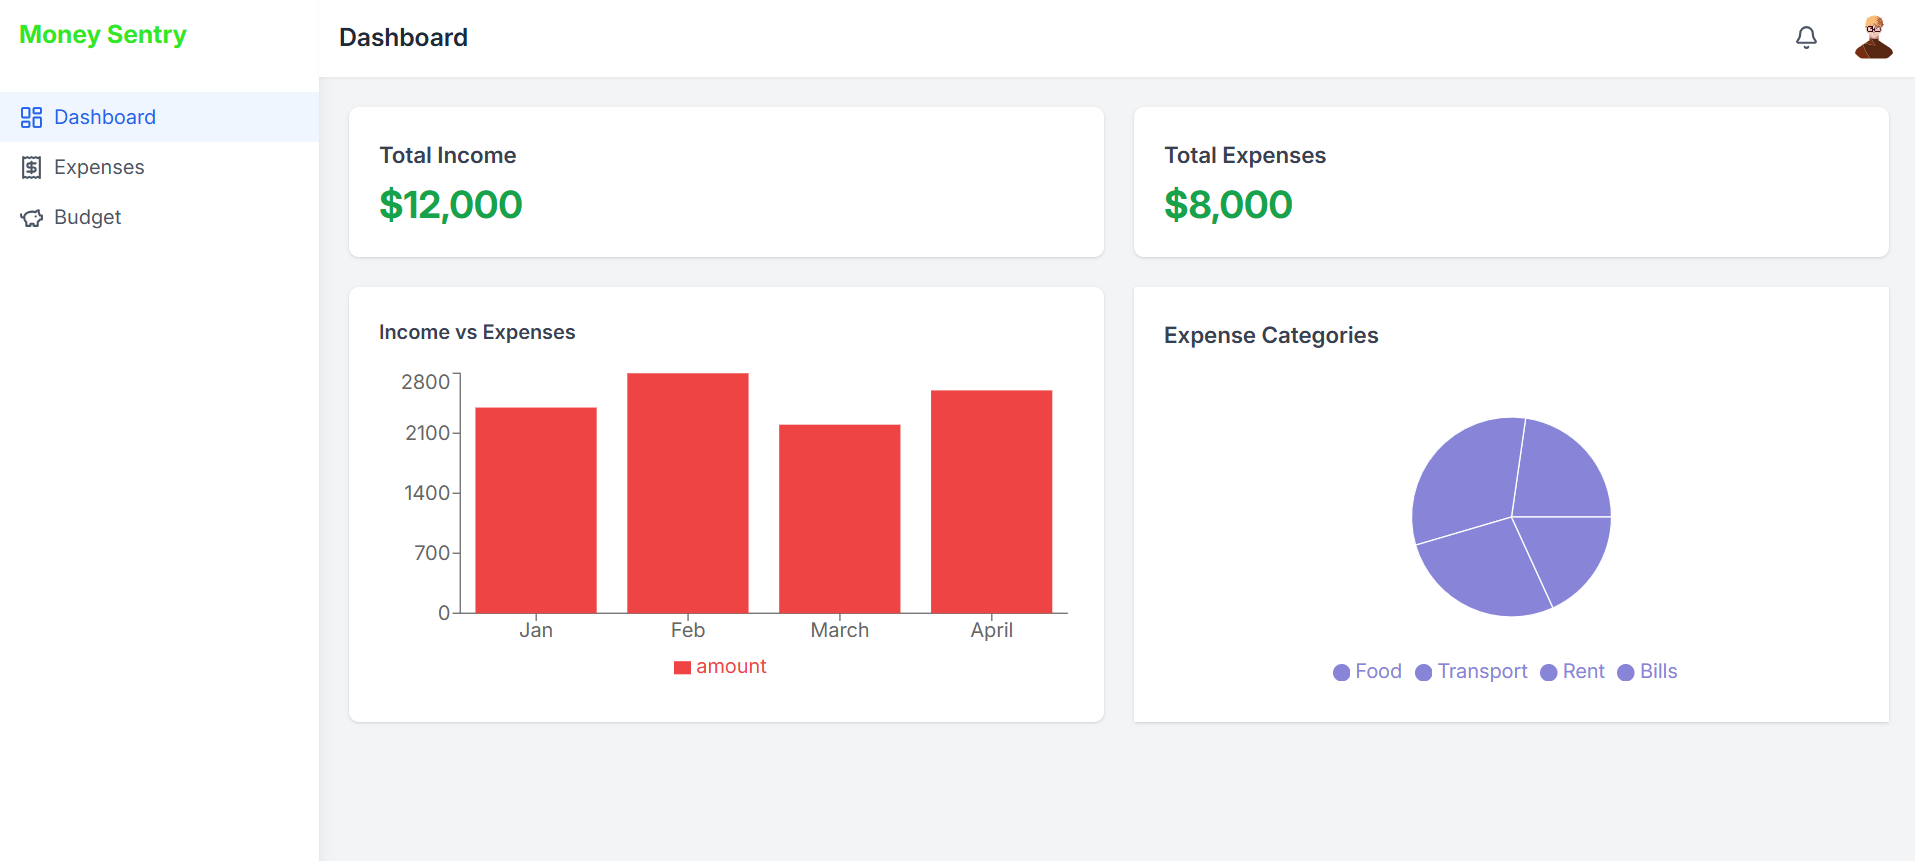 Money Sentry
Dashboard
Dashboard
Expenses
Budget
Total Income
$12,000
Total Expenses
$8,000
Income vs Expenses
2800
2100
1400
700
0
Jan Feb March April
amount
Expense Categories
Food Transport Rent Bills